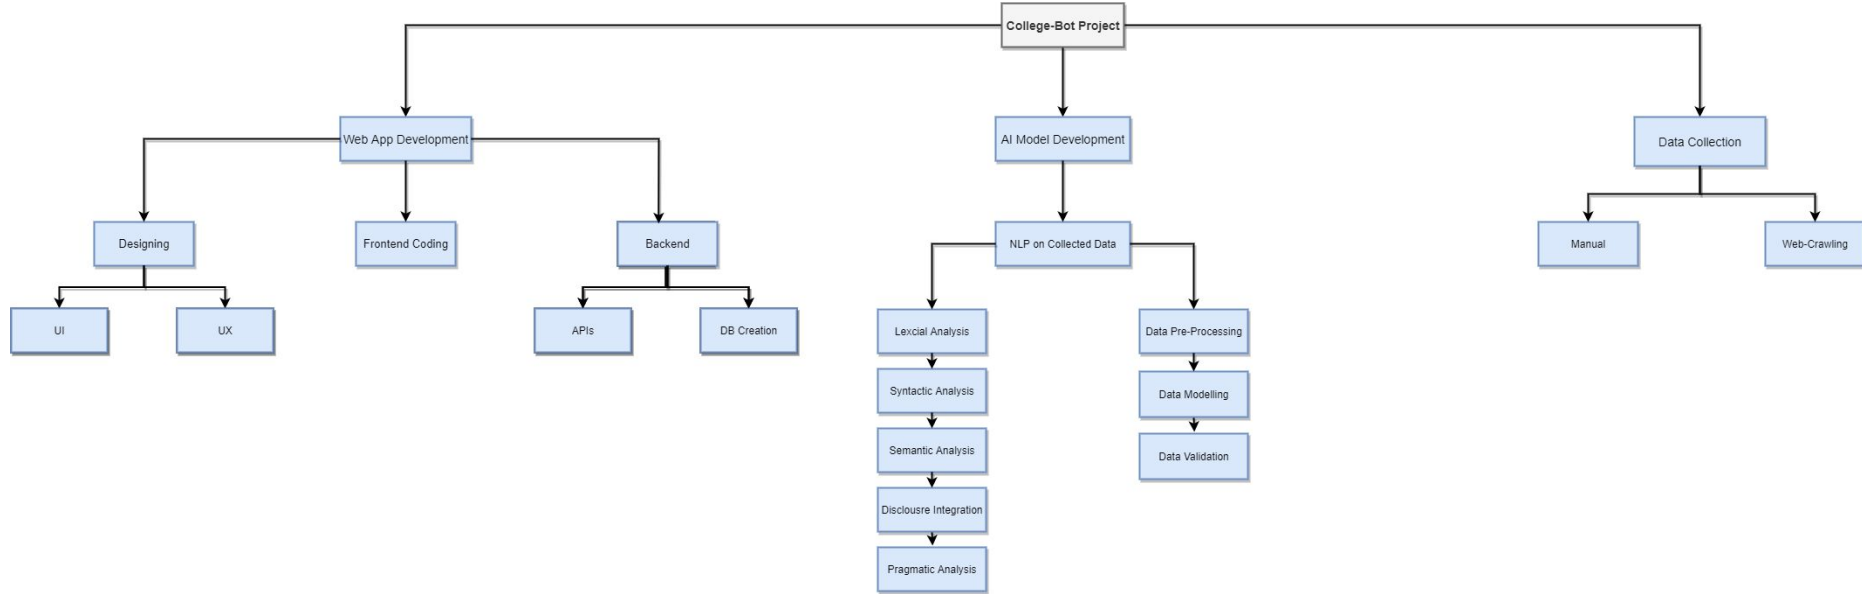 College-Bot Project
Web App Development
AI Model Development
Data Collection
Designing
Frontend Coding
Backend
NLP on Collected Data
Manual
Web-Crawling
UI
UX
APIs
DB Creation
Lexcial Analysis
Data Pre-Processing
Syntactic Analysis
Data Modelling
Semantic Analysis
Data Validation
Disclousre Integration
Pragmatic Analysis